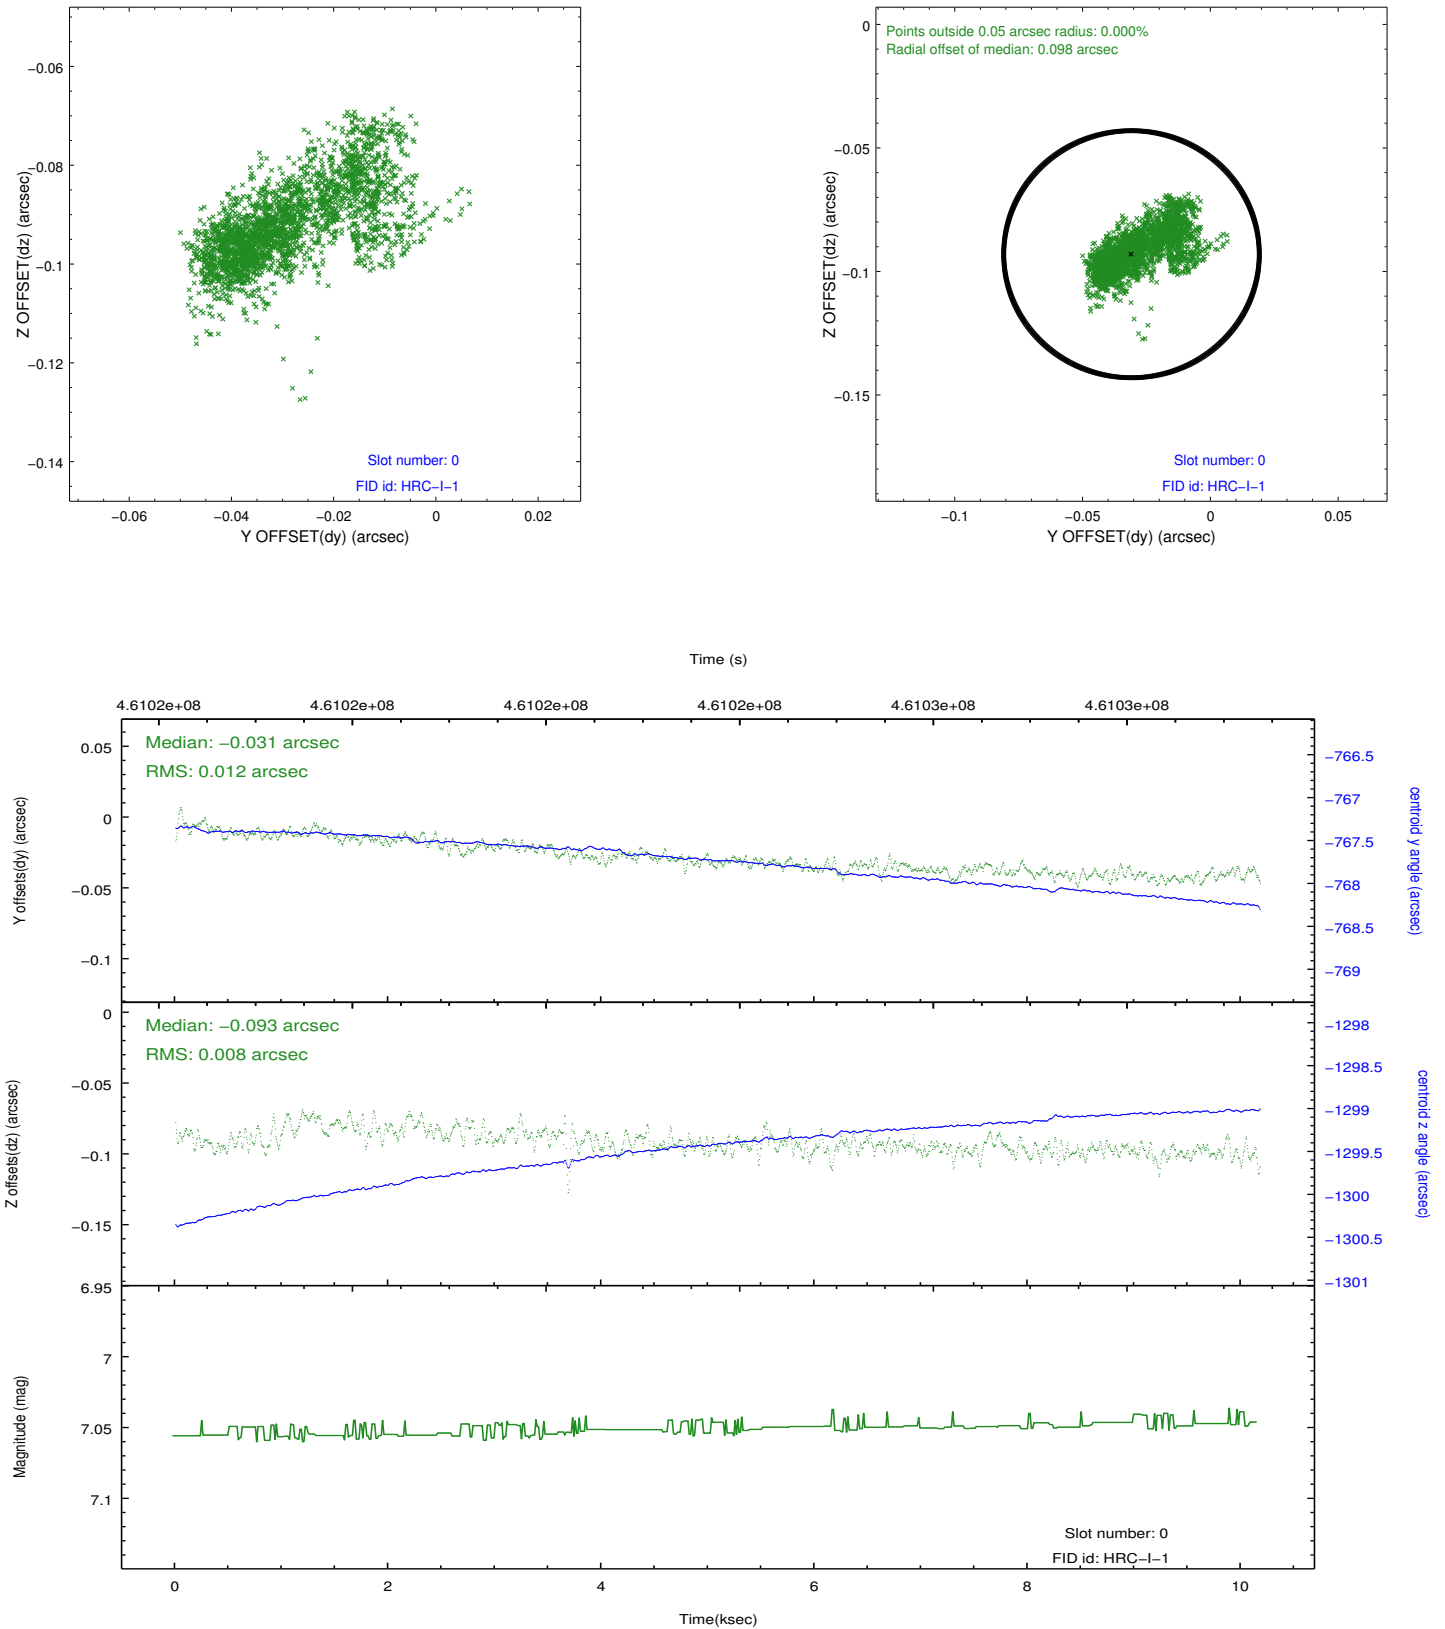 −0.06
−0.08
−0.1
−0.12
−0.14
Z OFFSET(dz) (arcsec)
Slot number: 0
FID id: HRC−I−1
−0.06 −0.04 −0.02 0 0.02
Y OFFSET(dy) (arcsec)
Points outside 0.05 arcsec radius: 0.000%
Radial offset of median: 0.098 arcsec
0
−0.05
−0.1
−0.15
Z OFFSET(dz) (arcsec)
Slot number: 0
FID id: HRC−I−1
−0.1 −0.05 0 0.05
Y OFFSET(dy) (arcsec)
Time (s)
4.6102e+08 4.6102e+08 4.6102e+08 4.6102e+08 4.6103e+08 4.6103e+08
Median: −0.031 arcsec
RMS: 0.012 arcsec
0.05
0
−0.05
−0.1
Y offsets(dy) (arcsec)
−766.5
−767
−767.5
−768
−768.5
−769
centroid y angle (arcsec)
Median: −0.093 arcsec
RMS: 0.008 arcsec
0
−0.05
−0.1
−0.15
Z offsets(dz) (arcsec)
−1298
−1298.5
−1299
−1299.5
−1300
−1300.5
−1301
centroid z angle (arcsec)
6.95
7
7.05
7.1
Magnitude (mag)
Slot number: 0
FID id: HRC−I−1
0 2 4 6 8 10
Time(ksec)